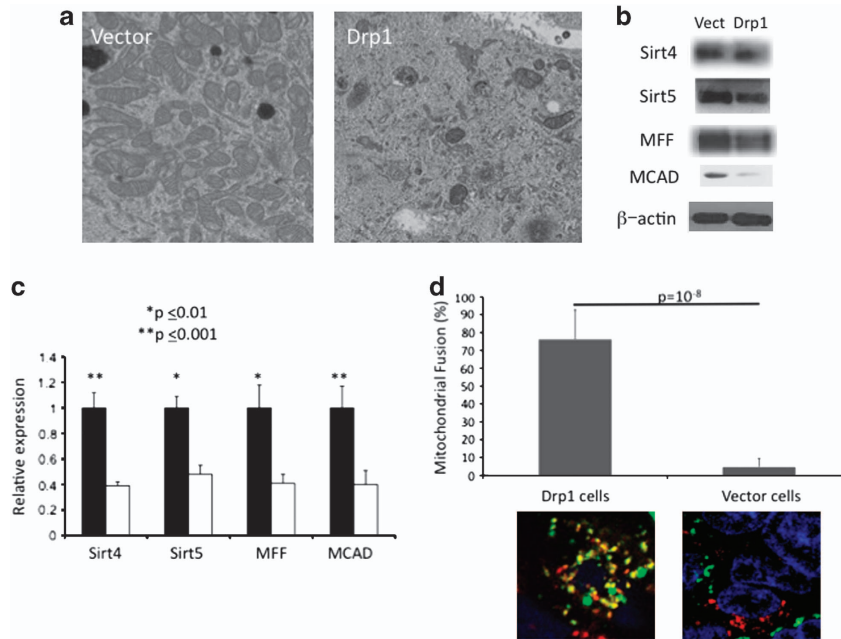 a
Vector
Drp1
b
Vect Drp1
Sirt4
Sirt5
MFF
MCAD
β-actin
c
*p ≤0.01
**p ≤0.001
Relative expression
1.4
1.2
1
0.8
0.6
0.4
0.2
0
** * * **
Sirt4 Sirt5 MFF MCAD
d
p=10-8
Mitochondrial Fusion (%)
100
90
80
70
60
50
40
30
20
10
0
Drp1 cells Vector cells